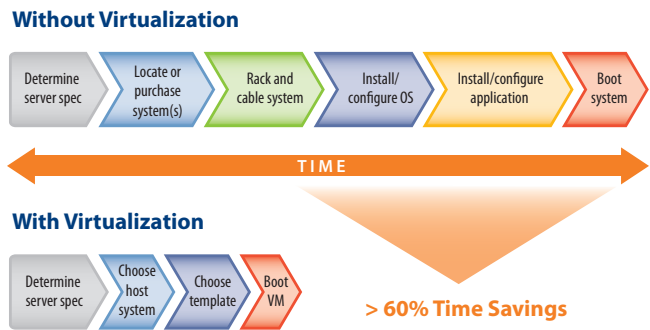 Without Virtualization
Determine
server spec
Locate or
purchase
system(s)
Rack and
cable system
Install/
configure OS
Install/configure
application
Boot
system
TIME
With Virtualization
Determine
server spec
Choose
host
system
Choose
template
Boot
VM
> 60% Time Savings